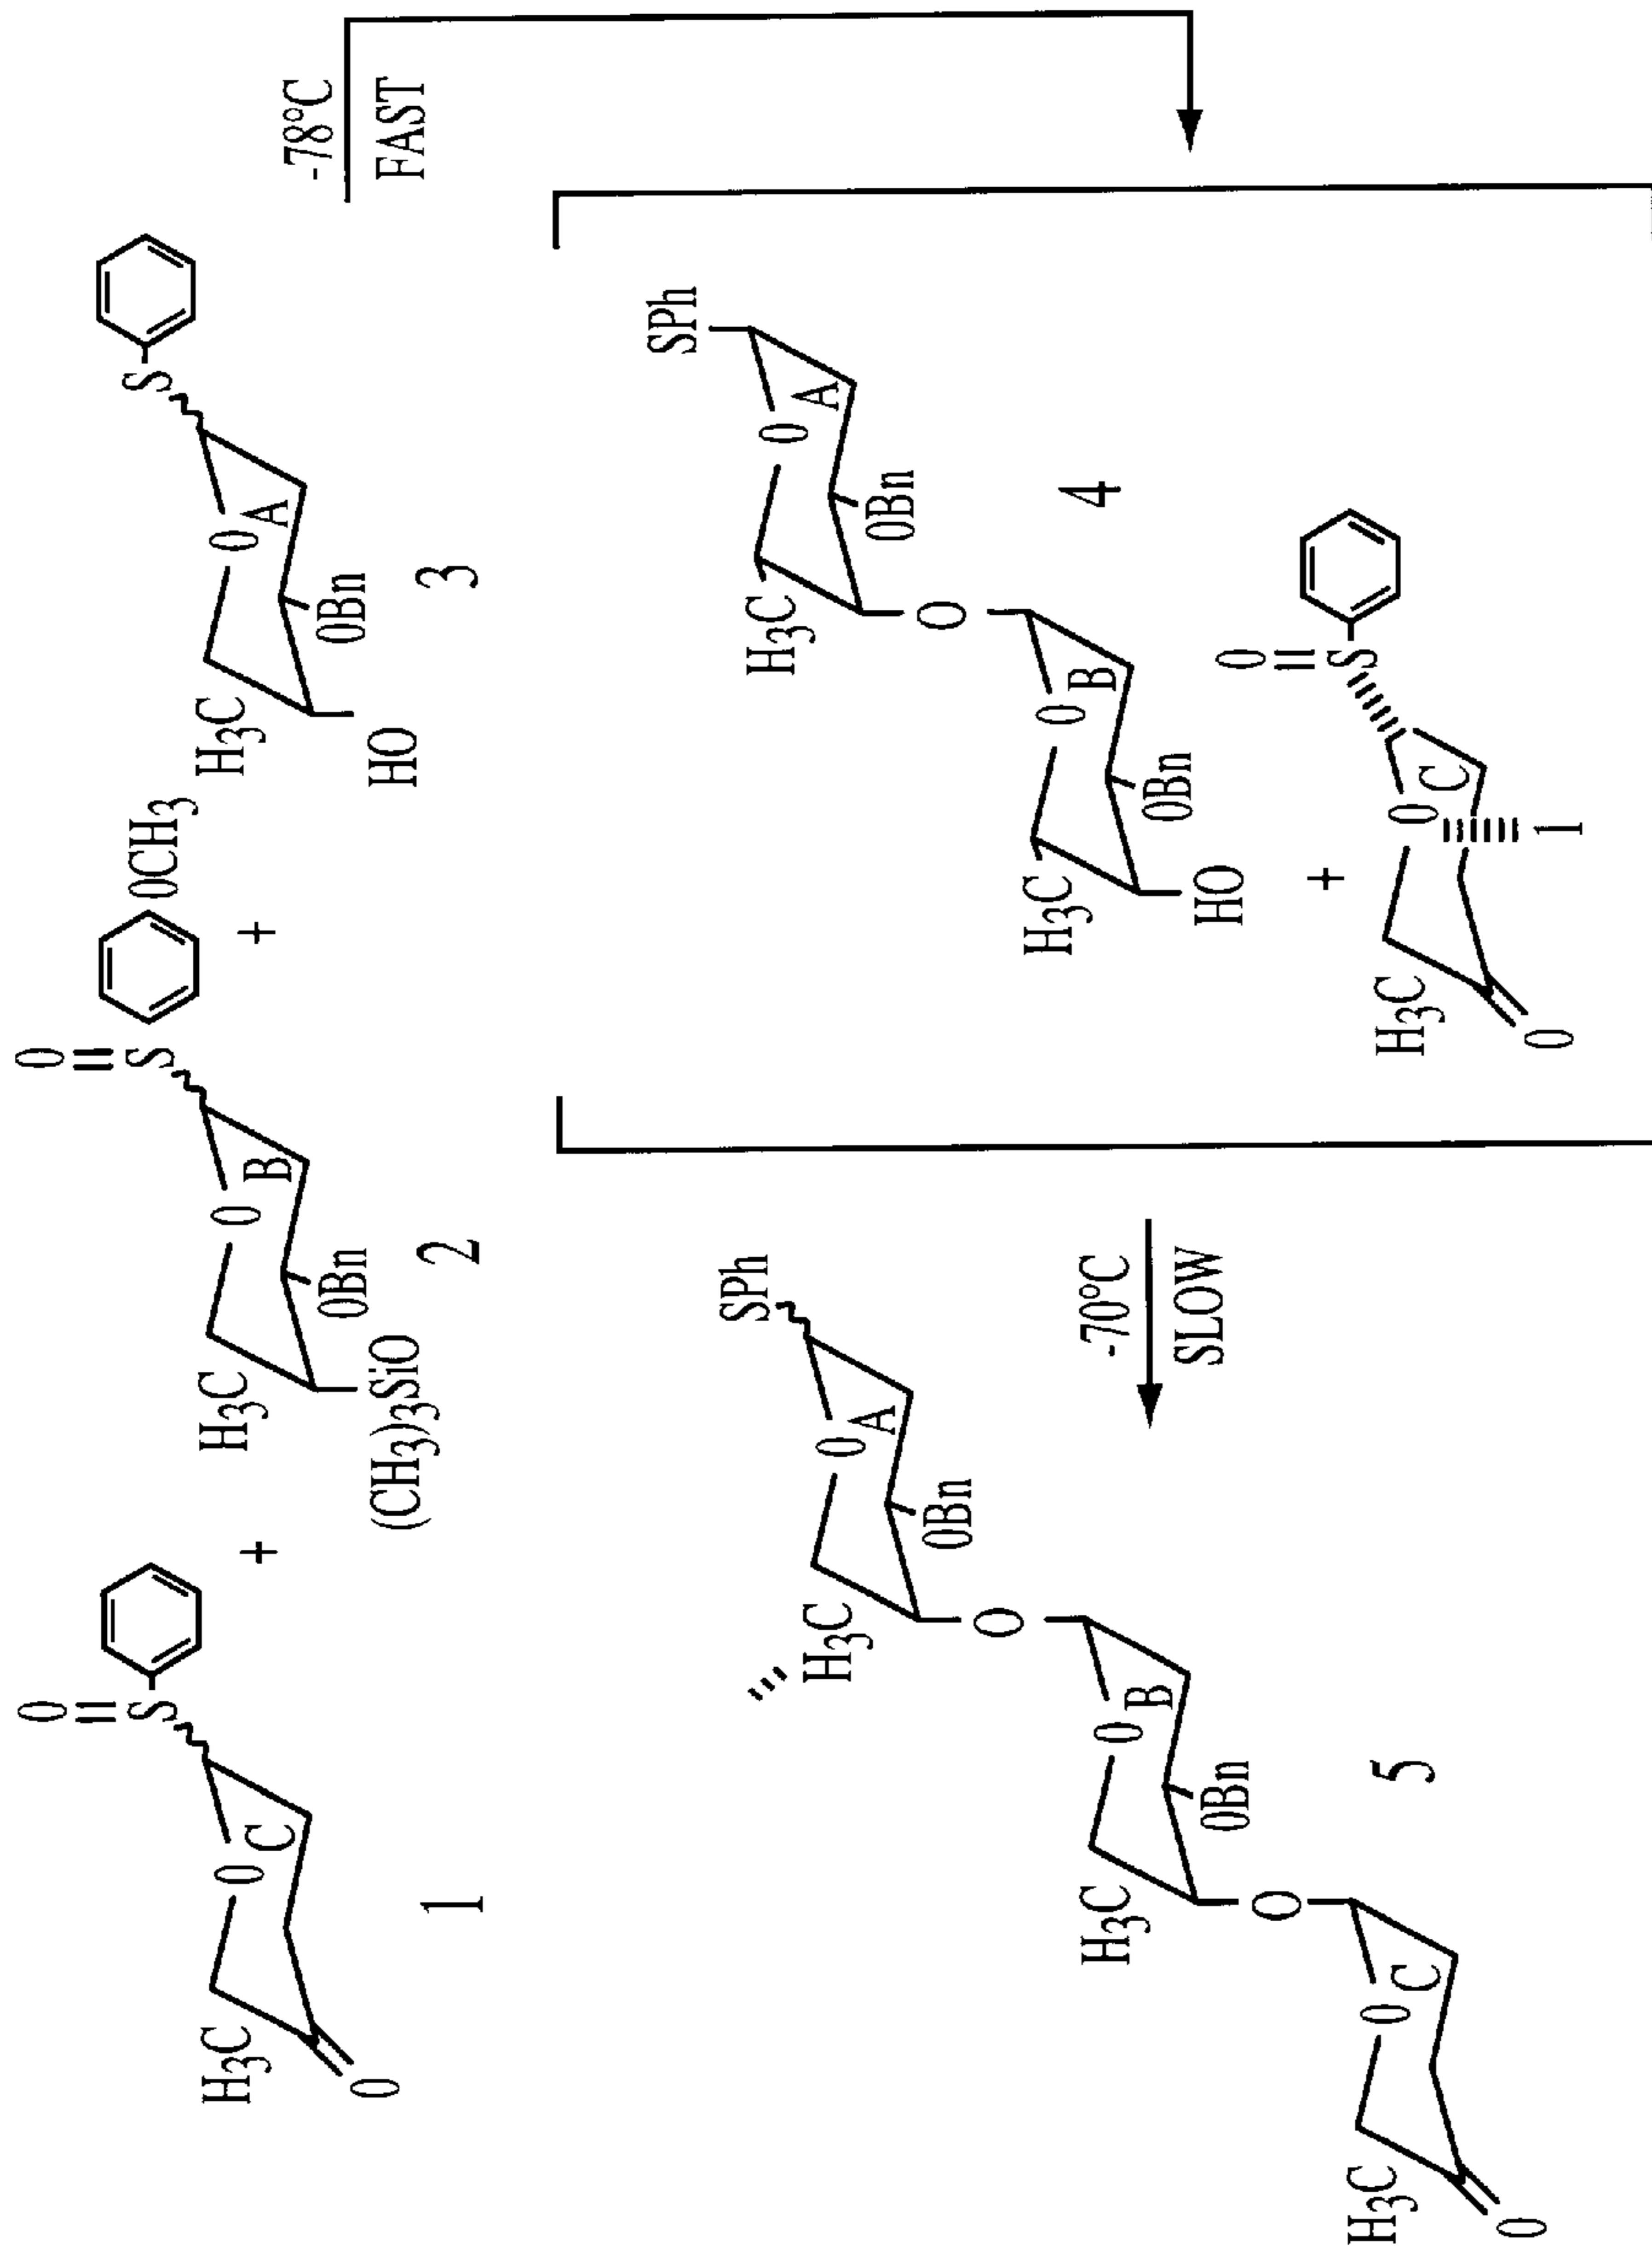 O
S
O
C
H3C
O
1
+
O
S
OCH3
O
B
H3C
OBn
(CH3)3SiO
2
+
S
O
A
H3C
OBn
HO
3
-78°C
FAST
SPh
O
A
H3C
OBn
O
O
B
H3C
OBn
HO
4
+
O
S
O
C
H3C
O
1
-70°C
SLOW
SPh
O
A
H3C
OBn
O
O
B
H3C
OBn
O
O
C
H3C
O
5